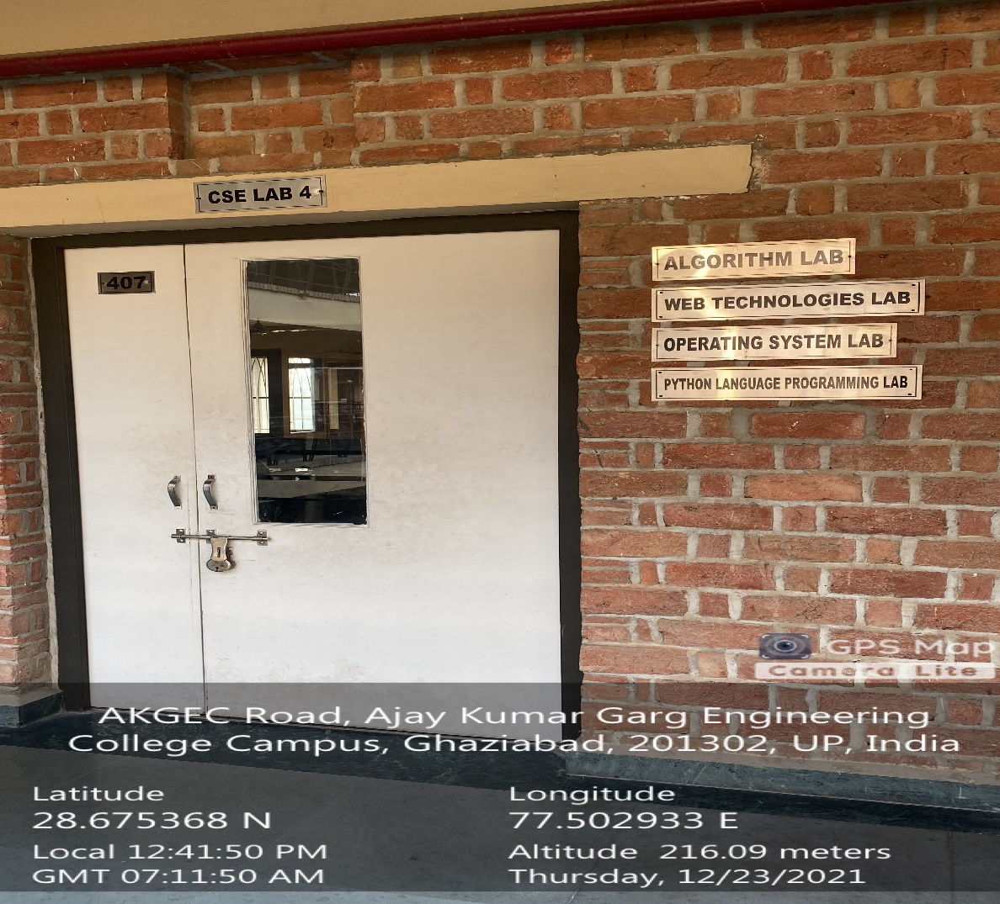 CSE LAB 4
407
ALGORITHM LAB
WEB TECHNOLOGIES LAB
OPERATING SYSTEM LAB
PYTHON LANGUAGE PROGRAMMING LAB
GPS Map
Camera Lite
AKGEC Road, Ajay Kumar Garg Engineering
College Campus, Ghaziabad, 201302, UP, India
Latitude
28.675368 N
Longitude
77.502933 E
Local 12:41:50 PM
GMT 07:11:50 AM
Altitude 216.09 meters
Thursday, 12/23/2021